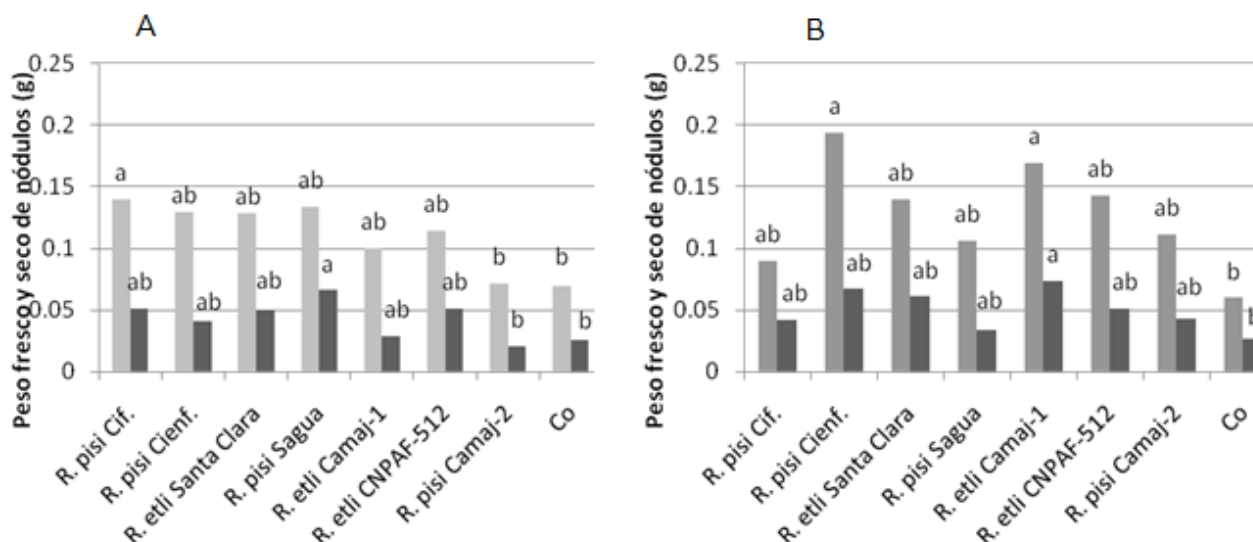 A
Peso fresco y seco de nódulos (g)
0.25
0.2
0.15
0.1
0.05
0
a
ab
ab
ab
ab
ab
ab
ab
a
ab
ab
ab
b
b
b
b
R. pisi Cif.
R. pisi Cienf.
R. etli Santa Clara
R. pisi Sagua
R. etli Camaj-1
R. etli CNPAF-512
R. pisi Camaj-2
Co
B
Peso fresco y seco de nódulos (g)
0.25
0.2
0.15
0.1
0.05
0
ab
ab
a
ab
ab
ab
ab
ab
a
a
ab
ab
ab
ab
b
b
R. pisi Cif.
R. pisi Cienf.
R. etli Santa Clara
R. pisi Sagua
R. etli Camaj-1
R. etli CNPAF-512
R. pisi Camaj-2
Co